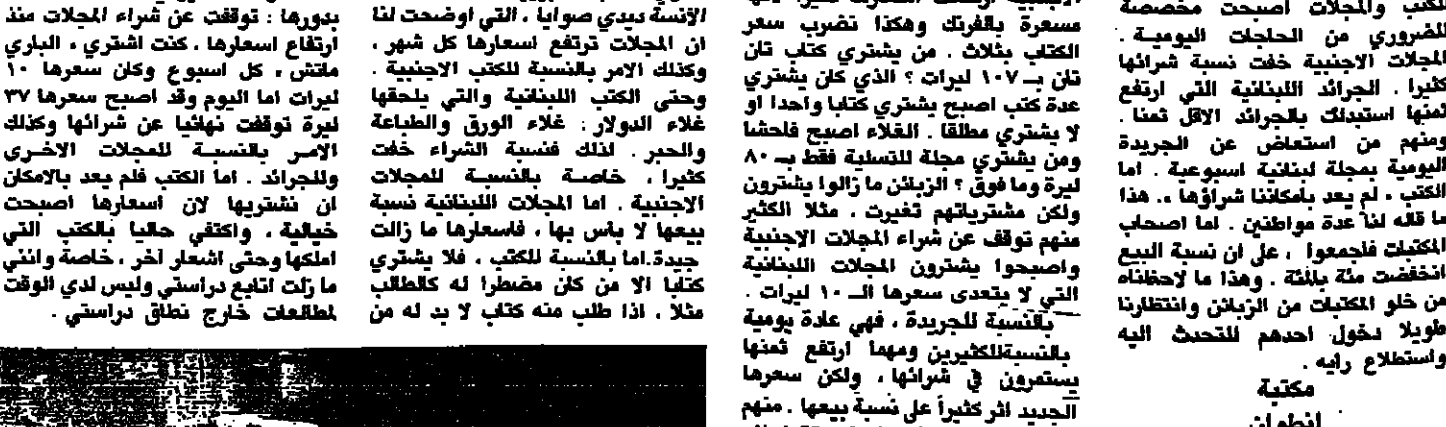 للكتب والمجلات اصبحت مخصصة
للضروري من الحاجات اليومية .
المجلات الاجنبية خفت نسبة شرائها
كثيرا . الجرائد اللبنانية التي ارتفع
ثمنها استبدلت بالجرائد الاقل ثمنا .
ومنهم من استعاض عن الجريدة
اليومية بمجلة لبنانية اسبوعية . اما
الكتب ، لم يعد بامكاننا شراؤها ». هذا
ما قاله لنا عدة مواطنين . اما اصحاب
المكتبات فاجمعوا ، على ان نسبة البيع
انخفضت مئة بالمئة . وهذا ما لاحظناه
من خلو المكتبات من الزبائن وانتظارنا
طويلا دخول احدهم للتحدث اليه
واستطلاع رايه .
مكتبة
انطوان
مسعرة بالفرنك وهكذا نضرب سعر
الكتاب بثلاث . من يشتري كتاب تان
تان بـ ١٠٧ ليرات ؟ الذي كان يشتري
عدة كتب اصبح يشتري كتابا واحدا او
لا يشتري مطلقا . الغلاء اصبح فاحشا
ومن يشتري مجلة للتسلية فقط بـ ٨٠
ليرة وما فوق ؟ الزبائن ما زالوا يشترون
ولكن مشترياتهم تغيرت ، مثلا الكثير
منهم توقف عن شراء المجلات الاجنبية
واصبحوا يشترون المجلات اللبنانية
التي لا يتعدى سعرها الـ ١٠ ليرات .
بالنسبة للجريدة ، فهي عادة يومية
بالنسبةللكثيرين ومهما ارتفع ثمنها
يستمرون في شرائها ، ولكن سعرها
الجديد اثر كثيراً على نسبة بيعها . منهم
الآنسة ديدي صوايا ، التي اوضحت لنا
ان المجلات ترتفع اسعارها كل شهر ،
وكذلك الامر بالنسبة للكتب الاجنبية .
وحتى الكتب اللبنانية والتي يلحقها
غلاء الدولار : غلاء الورق والطباعة
والحبر . لذلك فنسبة الشراء خفت
كثيرا ، خاصة بالنسبة للمجلات
الاجنبية . اما المجلات اللبنانية نسبة
بيعها لا باس بها ، فاسعارها ما زالت
جيدة.اما بالنسبة للكتب ، فلا يشتري
كتابا الا من كان مضطرا له كالطالب
مثلا ، اذا طلب منه كتاب لا بد له من
بدورها : توقفت عن شراء المجلات منذ
ارتفاع اسعارها ، كنت اشتري « الباري
ماتش » كل اسبوع وكان سعرها ١٠
ليرات اما اليوم وقد اصبح سعرها ٣٧
ليرة توقفت نهائيا عن شرائها وكذلك
الامر بالنسبة للمجلات الاخرى
وللجرائد . اما الكتب فلم يعد بالامكان
ان نشتريها لان اسعارها اصبحت
خيالية ، واكتفي حاليا بالكتب التي
املكها وحتى اشعار آخر ، خاصة وانني
ما زلت اتابع دراستي وليس لدي الوقت
لمطالعات خارج نطاق دراستي .